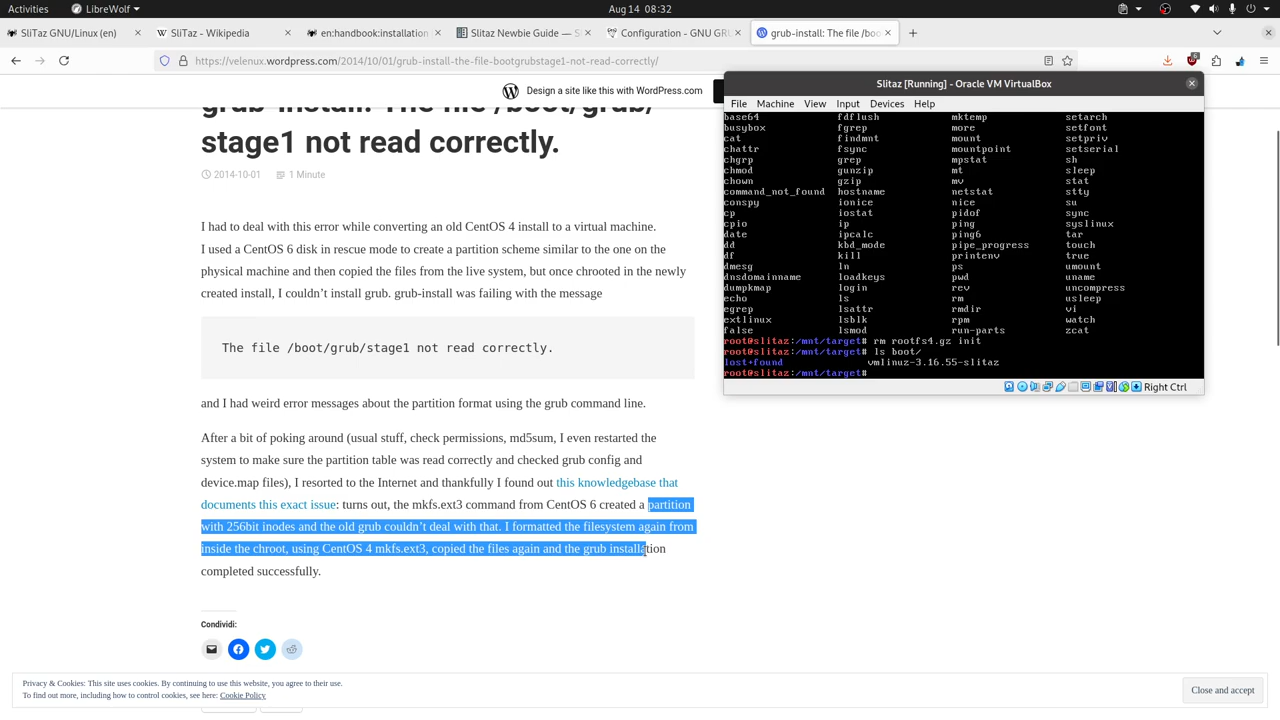 Activities LibreWolf Aug 14 08:32
SliTaz GNU/Linux (en) SliTaz - Wikipedia en:handbook:installation Slitaz Newbie Guide — S Configuration - GNU GRU grub-install: The file /boo
https://velenux.wordpress.com/2014/10/01/grub-install-the-file-bootgrubstage1-not-read-correctly/
Design a site like this with WordPress.com
grub-install: The file /boot/grub/
stage1 not read correctly.
2014-10-01 1 Minute
I had to deal with this error while converting an old CentOS 4 install to a virtual machine.
I used a CentOS 6 disk in rescue mode to create a partition scheme similar to the one on the
physical machine and then copied the files from the live system, but once chrooted in the newly
created install, I couldn’t install grub. grub-install was failing with the message
The file /boot/grub/stage1 not read correctly.
and I had weird error messages about the partition format using the grub command line.
After a bit of poking around (usual stuff, check permissions, md5sum, I even restarted the
system to make sure the partition table was read correctly and checked grub config and
device.map files), I resorted to the Internet and thankfully I found out this knowledgebase that
documents this exact issue: turns out, the mkfs.ext3 command from CentOS 6 created a partition
with 256bit inodes and the old grub couldn’t deal with that. I formatted the filesystem again from
inside the chroot, using CentOS 4 mkfs.ext3, copied the files again and the grub installation
completed successfully.
Condividi:
Privacy & Cookies: This site uses cookies. By continuing to use this website, you agree to their use.
To find out more, including how to control cookies, see here: Cookie Policy
Close and accept
Slitaz [Running] - Oracle VM VirtualBox
File Machine View Input Devices Help
base64 fdflush mktemp setarch
busybox fgrep more setfont
cat findmnt mount setpriv
chattr fsync mountpoint setserial
chgrp grep mpstat sh
chmod gunzip mt sleep
chown gzip mv stat
command_not_found hostname netstat stty
conspy ionice nice su
cp iostat pidof sync
cpio ip ping syslinux
date ipcalc ping6 tar
dd kbd_mode pipe_progress touch
df kill printenv true
dmesg ln ps umount
dnsdomainname loadkeys pwd uname
dumpkmap login rev uncompress
echo ls rm usleep
egrep lsattr rmdir vi
extlinux lsblk rpm watch
false lsmod run-parts zcat
root@slitaz:/mnt/target# rm rootfs4.gz init
root@slitaz:/mnt/target# ls boot/
lost+found vmlinuz-3.16.55-slitaz
root@slitaz:/mnt/target#
Right Ctrl